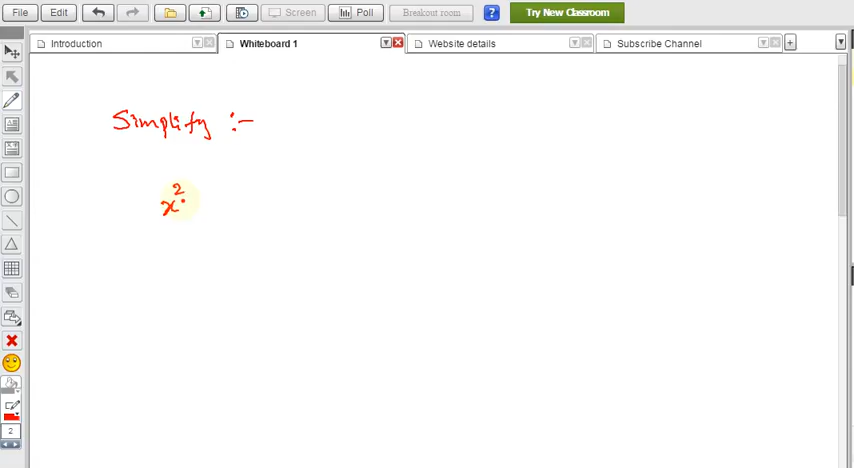 File Edit Screen Poll Breakout room ? Try New Classroom
Introduction Whiteboard 1 Website details Subscribe Channel +
Simplify :-
x²
2